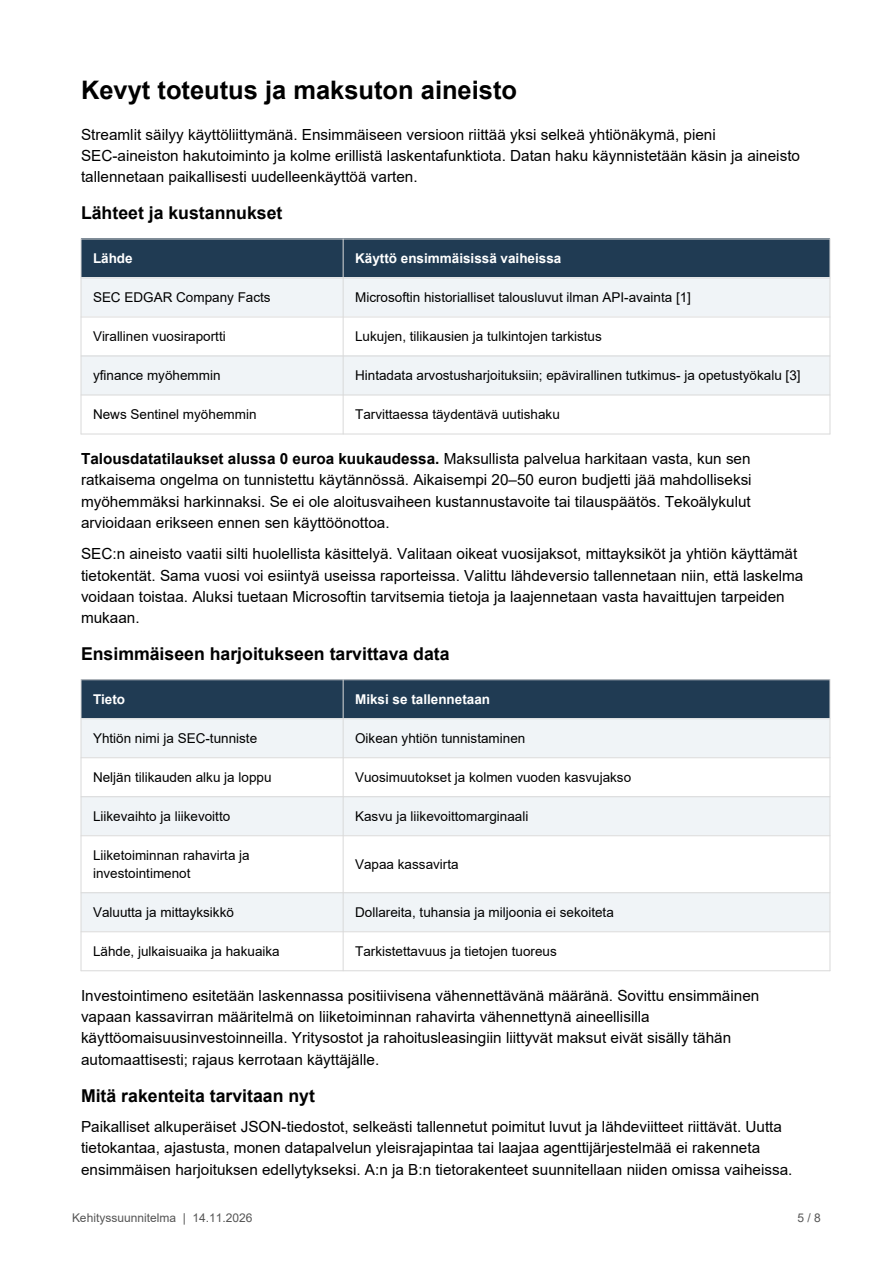 Kevyt toteutus ja maksuton aineisto
Streamlit säilyy käyttöliittymänä. Ensimmäiseen versioon riittää yksi selkeä yhtiönäkymä, pieni
SEC-aineiston hakutoiminto ja kolme erillistä laskentafunktiota. Datan haku käynnistetään käsin ja aineisto
tallennetaan paikallisesti uudelleenkäyttöä varten.
Lähteet ja kustannukset
Lähde Käyttö ensimmäisissä vaiheissa
SEC EDGAR Company Facts Microsoftin historialliset talousluvut ilman API-avainta [1]
Virallinen vuosiraportti Lukujen, tilikausien ja tulkintojen tarkistus
yfinance myöhemmin Hintadata arvostusharjoituksiin; epävirallinen tutkimus- ja opetustyökalu [3]
News Sentinel myöhemmin Tarvittaessa täydentävä uutishaku
Talousdatatilaukset alussa 0 euroa kuukaudessa. Maksullista palvelua harkitaan vasta, kun sen
ratkaisema ongelma on tunnistettu käytännössä. Aikaisempi 20–50 euron budjetti jää mahdolliseksi
myöhemmäksi harkinnaksi. Se ei ole aloitusvaiheen kustannustavoite tai tilauspäätös. Tekoälykulut
arvioidaan erikseen ennen sen käyttöönottoa.
SEC:n aineisto vaatii silti huolellista käsittelyä. Valitaan oikeat vuosijaksot, mittayksiköt ja yhtiön käyttämät
tietokentät. Sama vuosi voi esiintyä useissa raporteissa. Valittu lähdeversio tallennetaan niin, että laskelma
voidaan toistaa. Aluksi tuetaan Microsoftin tarvitsemia tietoja ja laajennetaan vasta havaittujen tarpeiden
mukaan.
Ensimmäiseen harjoitukseen tarvittava data
Tieto Miksi se tallennetaan
Yhtiön nimi ja SEC-tunniste Oikean yhtiön tunnistaminen
Neljän tilikauden alku ja loppu Vuosimuutokset ja kolmen vuoden kasvujakso
Liikevaihto ja liikevoitto Kasvu ja liikevoittomarginaali
Liiketoiminnan rahavirta ja
investointimenot Vapaa kassavirta
Valuutta ja mittayksikkö Dollareita, tuhansia ja miljoonia ei sekoiteta
Lähde, julkaisuaika ja hakuaika Tarkistettavuus ja tietojen tuoreus
Investointimeno esitetään laskennassa positiivisena vähennettävänä määränä. Sovittu ensimmäinen
vapaan kassavirran määritelmä on liiketoiminnan rahavirta vähennettynä aineellisilla
käyttöomaisuusinvestoinneilla. Yritysostot ja rahoitusleasingiin liittyvät maksut eivät sisälly tähän
automaattisesti; rajaus kerrotaan käyttäjälle.
Mitä rakenteita tarvitaan nyt
Paikalliset alkuperäiset JSON-tiedostot, selkeästi tallennetut poimitut luvut ja lähdeviitteet riittävät. Uutta
tietokantaa, ajastusta, monen datapalvelun yleisrajapintaa tai laajaa agenttijärjestelmää ei rakenneta
ensimmäisen harjoituksen edellytykseksi. A:n ja B:n tietorakenteet suunnitellaan niiden omissa vaiheissa.
Kehityssuunnitelma | 14.11.2026 5 / 8